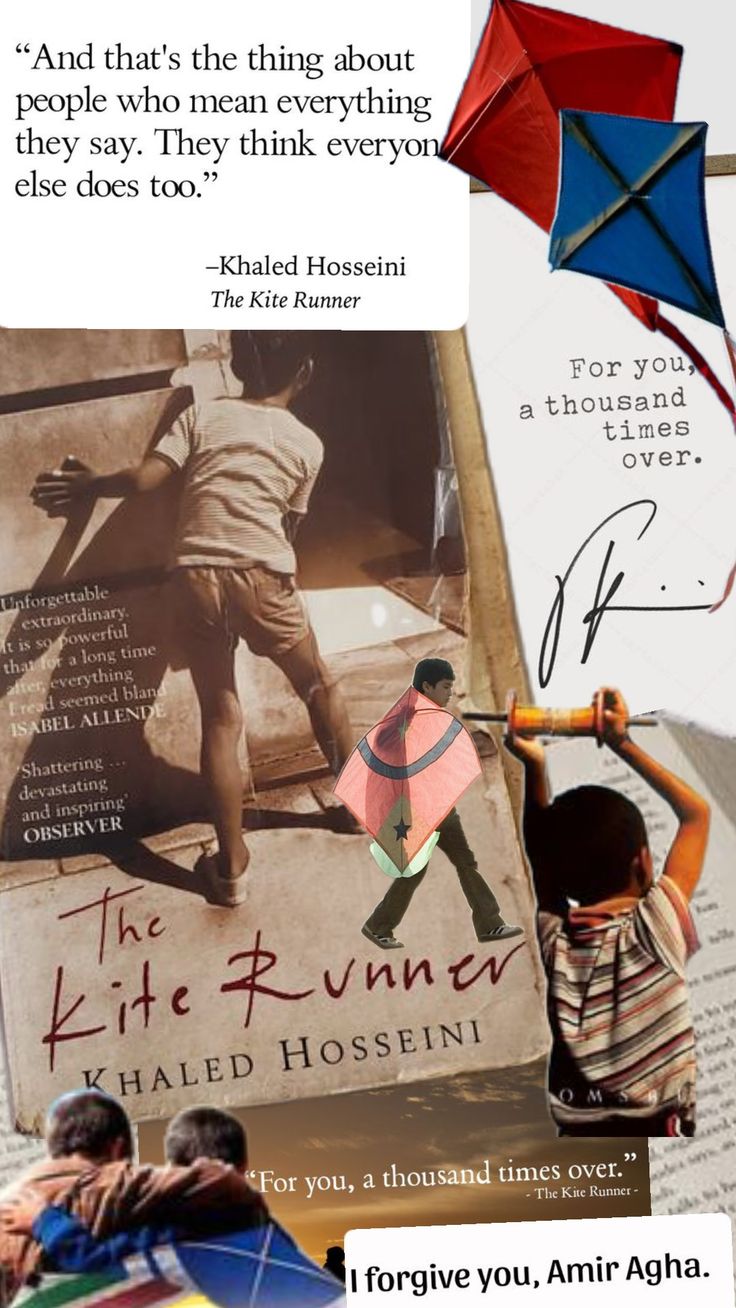 “And that's the thing about
people who mean everything
they say. They think everyon
else does too.”
–Khaled Hosseini
The Kite Runner
For you,
a thousand
times
over.
Unforgettable
extraordinary.
It is so powerful
that for a long time
after, everything
I read seemed bland
ISABEL ALLENDE
‘Shattering ...
devastating
and inspiring’
OBSERVER
The
Kite Runner
KHALED HOSSEINI
OMSB
“For you, a thousand times over.”
- The Kite Runner -
I forgive you, Amir Agha.